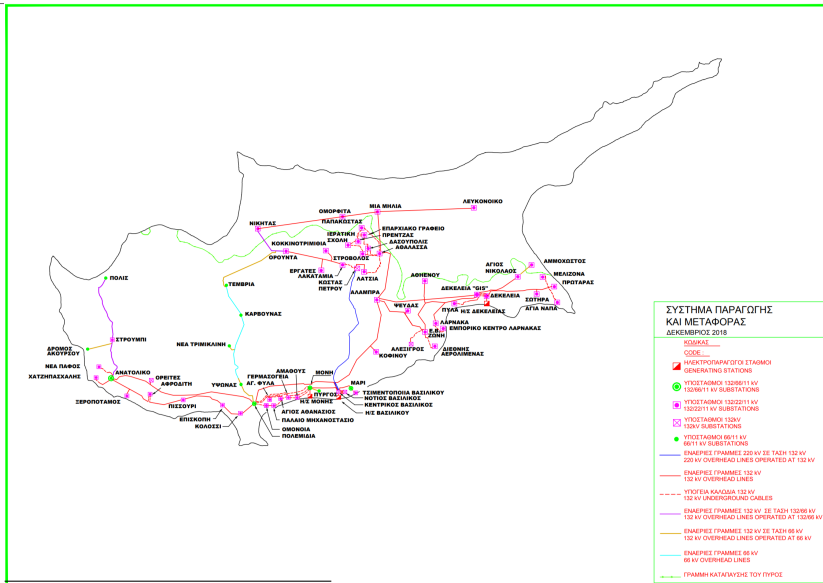 ΛΕΥΚΟΝΟΙΚΟ
ΜΙΑ ΜΗΛΙΑ
ΟΜΟΡΦΙΤΑ
ΠΑΠΑΚΩΣΤΑΣ
ΝΙΚΗΤΑΣ
ΕΠΑΡΧΙΑΚΟ ΓΡΑΦΕΙΟ
ΙΕΡΑΤΙΚΗ
ΣΧΟΛΗ
ΠΡΕΝΤΖΑΣ
ΔΑΣΟΥΠΟΛΙΣ
ΑΘΑΛΑΣΣΑ
ΚΟΚΚΙΝΟΤΡΙΜΙΘΙΑ
ΟΡΟΥΝΤΑ
ΣΤΡΟΒΟΛΟΣ
ΕΡΓΑΤΕΣ
ΛΑΚΑΤΑΜΙΑ
ΛΑΤΣΙΑ
ΚΩΣΤΑΣ
ΠΕΤΡΟΥ
ΑΛΑΜΠΡΑ
ΑΘΗΕΝΟΥ
ΑΓΙΟΣ
ΝΙΚΟΛΑΟΣ
ΑΜΜΟΧΩΣΤΟΣ
ΜΕΛΙΖΩΝΑ
ΠΡΩΤΑΡΑΣ
ΔΕΚΕΛΕΙΑ "GIS"
ΔΕΚΕΛΕΙΑ
ΣΩΤΗΡΑ
ΑΓΙΑ ΝΑΠΑ
ΨΕΥΔΑΣ
ΠΥΛΑ
Η/Σ ΔΕΚΕΛΕΙΑΣ
ΛΑΡΝΑΚΑ
ΕΜΠΟΡΙΚΟ ΚΕΝΤΡΟ ΛΑΡΝΑΚΑΣ
ΖΩΝΗ
ΑΛΕΞΙΓΡΟΣ
ΔΙΕΘΝΗΣ
ΑΕΡΟΛΙΜΕΝΑΣ
ΚΟΦΙΝΟΥ
ΠΟΛΙΣ
ΤΕΜΒΡΙΑ
ΚΑΡΒΟΥΝΑΣ
ΣΤΡΟΥΜΠΙ
ΝΕΑ ΤΡΙΜΙΚΛΙΝΗ
ΔΡΟΜΟΣ
ΑΚΟΥΡΣΟΥ
ΝΕΑ ΠΑΦΟΣ
ΑΝΑΤΟΛΙΚΟ
ΧΑΤΖΗΠΑΣΧΑΛΗΣ
ΟΡΕΙΤΕΣ
ΑΦΡΟΔΙΤΗ
ΞΕΡΟΠΟΤΑΜΟΣ
ΠΙΣΣΟΥΡΙ
ΕΠΙΣΚΟΠΗ
ΚΟΛΟΣΣΙ
ΥΨΩΝΑΣ
ΑΜΑΘΟΥΣ
ΓΕΡΜΑΣΟΓΕΙΑ
ΑΓ. ΦΥΛΑ
ΜΟΝΗ
ΜΑΡΙ
ΠΥΡΓΟΣ
Η/Σ ΜΟΝΗΣ
ΤΣΙΜΕΝΤΟΠΟΙΙΑ ΒΑΣΙΛΙΚΟΥ
ΝΟΤΙΟΣ ΒΑΣΙΛΙΚΟΣ
ΚΕΝΤΡΙΚΟΣ ΒΑΣΙΛΙΚΟΣ
Η/Σ ΒΑΣΙΛΙΚΟΥ
ΑΓΙΟΣ ΑΘΑΝΑΣΙΟΣ
ΠΑΛΑΙΟ ΜΗΧΑΝΟΣΤΑΣΙΟ
ΟΜΟΝΟΙΑ
ΠΟΛΕΜΙΔΙΑ
ΣΥΣΤΗΜΑ ΠΑΡΑΓΩΓΗΣ
ΚΑΙ ΜΕΤΑΦΟΡΑΣ
ΔΕΚΕΜΒΡΙΟΣ 2018
ΚΩΔΙΚΑΣ
CODE
ΗΛΕΚΤΡΟΠΑΡΑΓΩΓΟΙ ΣΤΑΘΜΟΙ
GENERATING STATIONS
ΥΠΟΣΤΑΘΜΟΙ 132/66/11 kV
132/66/11 kV SUBSTATIONS
ΥΠΟΣΤΑΘΜΟΙ 132/22/11 kV
132/22/11 kV SUBSTATIONS
ΥΠΟΣΤΑΘΜΟΙ 132kV
132kV SUBSTATIONS
ΥΠΟΣΤΑΘΜΟΙ 66/11 kV
66/11 kV SUBSTATIONS
ΕΝΑΕΡΙΕΣ ΓΡΑΜΜΕΣ 220 kV ΣΕ ΤΑΣΗ 132 kV
220 kV OVERHEAD LINES OPERATED AT 132 kV
ΕΝΑΕΡΙΕΣ ΓΡΑΜΜΕΣ 132 kV
132 kV OVERHEAD LINES
ΥΠΟΓΕΙΑ ΚΑΛΩΔΙΑ 132 kV
132 kV UNDERGROUND CABLES
ΕΝΑΕΡΙΕΣ ΓΡΑΜΜΕΣ 132 kV ΣΕ ΤΑΣΗ 132/66 kV
132 kV OVERHEAD LINES OPERATED AT 132/66 kV
ΕΝΑΕΡΙΕΣ ΓΡΑΜΜΕΣ 132 kV ΣΕ ΤΑΣΗ 66 kV
132 kV OVERHEAD LINES OPERATED AT 66 kV
ΕΝΑΕΡΙΕΣ ΓΡΑΜΜΕΣ 66 kV
66 kV OVERHEAD LINES
ΓΡΑΜΜΗ ΚΑΤΑΠΑΥΣΗΣ ΤΟΥ ΠΥΡΟΣ